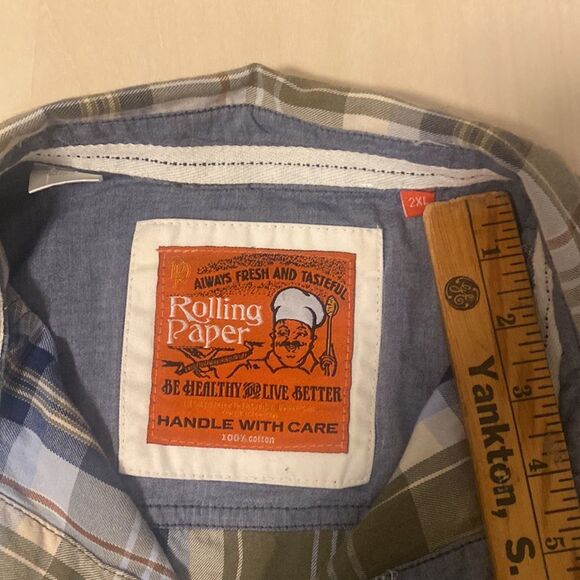 2XL
ALWAYS FRESH AND TASTEFUL
Rolling
Paper
BE HEALTHY LIVE BETTER
HANDLE WITH CARE
100% cotton
1
2
3
4
5
Yankton, S.